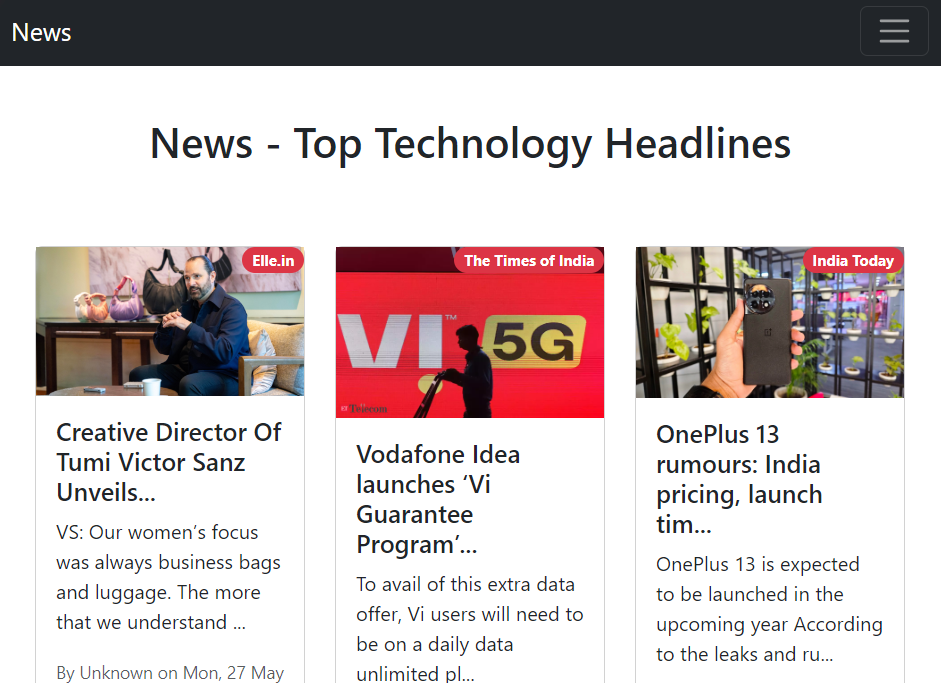 News
News - Top Technology Headlines
Elle.in
Creative Director Of
Tumi Victor Sanz
Unveils...
VS: Our women’s focus
was always business bags
and luggage. The more
that we understand ...
By Unknown on Mon, 27 May
The Times of India
VI™
5G
ET Telecom
Vodafone Idea
launches ‘Vi
Guarantee
Program’...
To avail of this extra data
offer, Vi users will need to
be on a daily data
unlimited pl...
India Today
OnePlus 13
rumours: India
pricing, launch
tim...
OnePlus 13 is expected
to be launched in the
upcoming year According
to the leaks and ru...